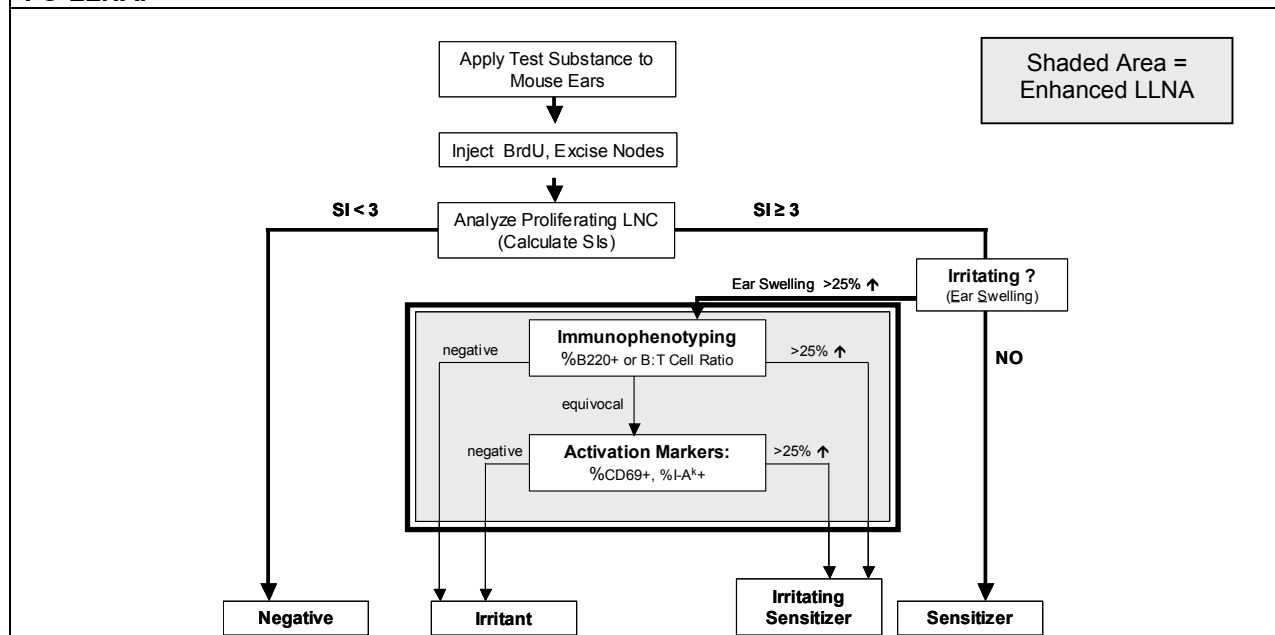 Apply Test Substance to
Mouse Ears
Shaded Area =
Enhanced LLNA
Inject BrdU, Excise Nodes
SI < 3
Analyze Proliferating LNC
(Calculate SIs)
SI ≥ 3
Irritating ?
(Ear Swelling)
Ear Swelling >25% ↑
Immunophenotyping
%B220+ or B:T Cell Ratio
negative
>25% ↑
NO
equivocal
negative
Activation Markers:
%CD69+, %I-Aᵏ+
>25% ↑
Negative
Irritant
Irritating
Sensitizer
Sensitizer